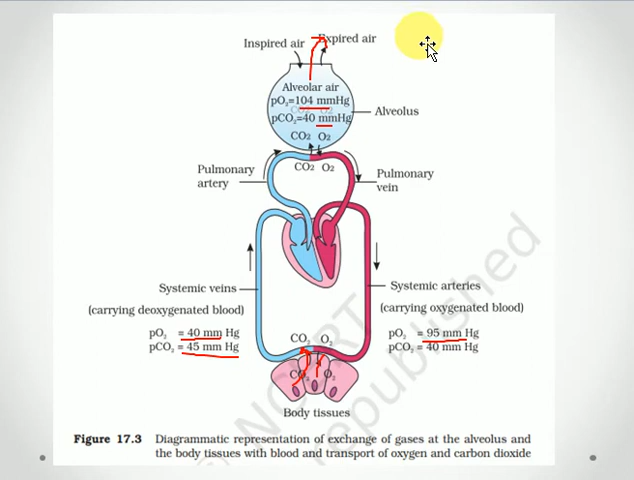 Inspired air
Expired air
Alveolar air
pO₂=104 mmHg
pCO₂=40 mmHg
CO₂ O₂
Alveolus
CO₂ O₂
Pulmonary
artery
Pulmonary
vein
Systemic veins
(carrying deoxygenated blood)
pO₂ = 40 mm Hg
pCO₂ = 45 mm Hg
Systemic arteries
(carrying oxygenated blood)
pO₂ = 95 mm Hg
pCO₂ = 40 mm Hg
CO₂ O₂
CO₂ O₂
Body tissues
Figure 17.3 Diagrammatic representation of exchange of gases at the alveolus and
the body tissues with blood and transport of oxygen and carbon dioxide
© NCERT
republished